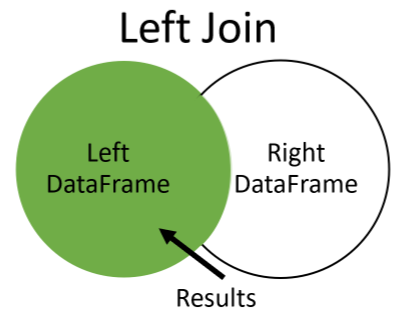 Left Join
Left
DataFrame
Right
DataFrame
Results